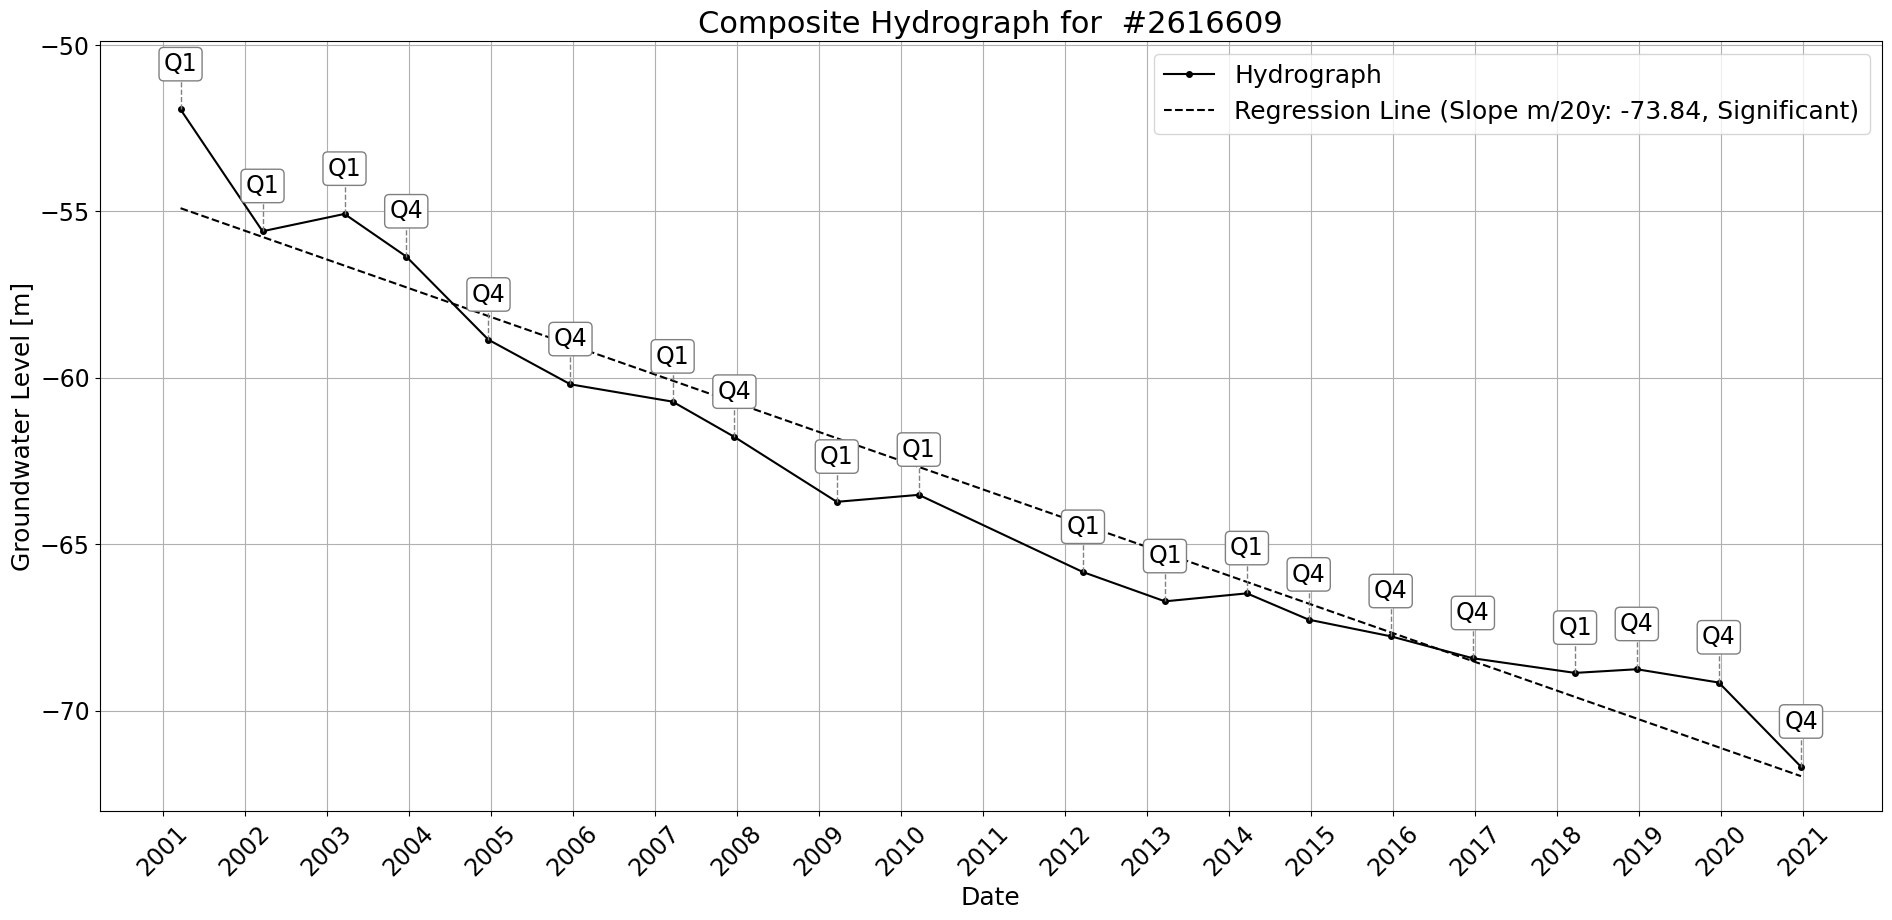 Composite Hydrograph for  #2616609
Hydrograph
Regression Line (Slope m/20y: -73.84, Significant)
Groundwater Level [m]
−50
−55
−60
−65
−70
Q1
Q1
Q1
Q4
Q4
Q4
Q1
Q4
Q1
Q1
Q1
Q1
Q1
Q4
Q4
Q4
Q1
Q4
Q4
Q4
2001
2002
2003
2004
2005
2006
2007
2008
2009
2010
2011
2012
2013
2014
2015
2016
2017
2018
2019
2020
2021
Date